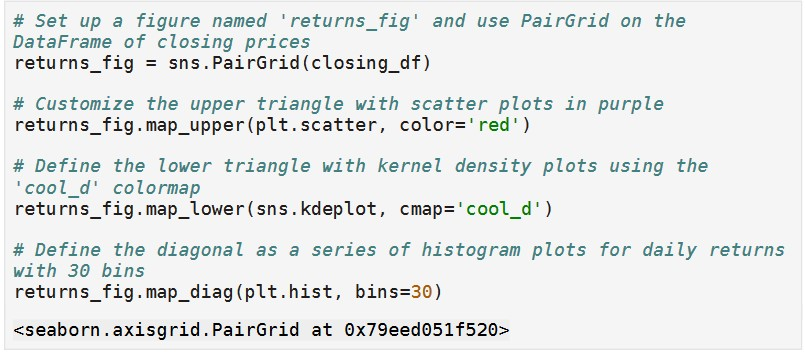 # Set up a figure named 'returns_fig' and use PairGrid on the
DataFrame of closing prices
returns_fig = sns.PairGrid(closing_df)
# Customize the upper triangle with scatter plots in purple
returns_fig.map_upper(plt.scatter, color='red')
# Define the lower triangle with kernel density plots using the
'cool_d' colormap
returns_fig.map_lower(sns.kdeplot, cmap='cool_d')
# Define the diagonal as a series of histogram plots for daily returns
with 30 bins
returns_fig.map_diag(plt.hist, bins=30)
<seaborn.axisgrid.PairGrid at 0x79eed051f520>